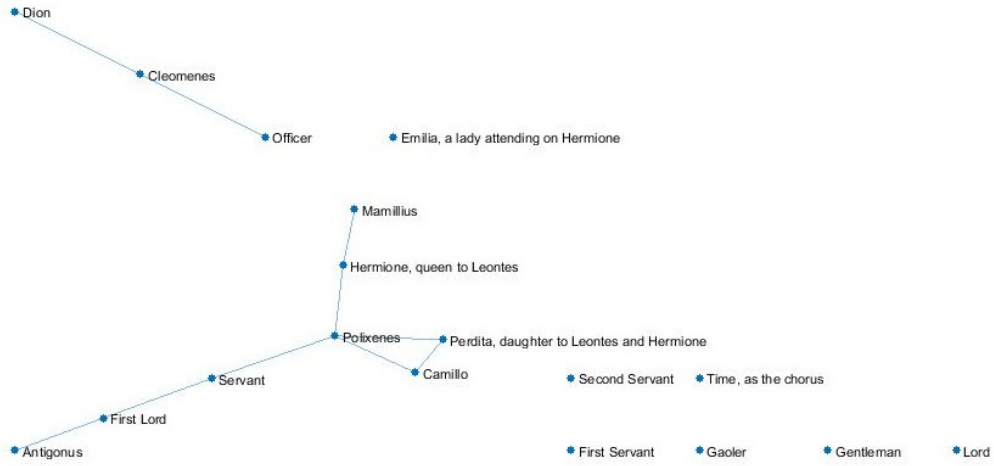 Dion
Cleomenes
Officer
Emilia, a lady attending on Hermione
Mamillius
Hermione, queen to Leontes
Polixenes
Perdita, daughter to Leontes and Hermione
Camillo
Servant
Second Servant
Time, as the chorus
First Lord
Antigonus
First Servant
Gaoler
Gentleman
Lord